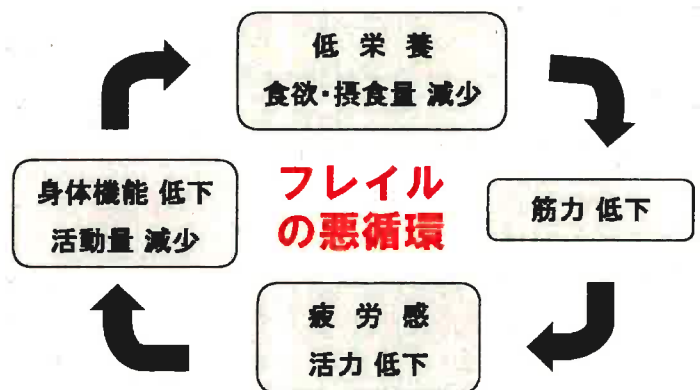 低 栄 養
食欲・摂食量 減少
フレイル
の悪循環
身体機能 低下
活動量 減少
筋力 低下
疲 労 感
活力 低下